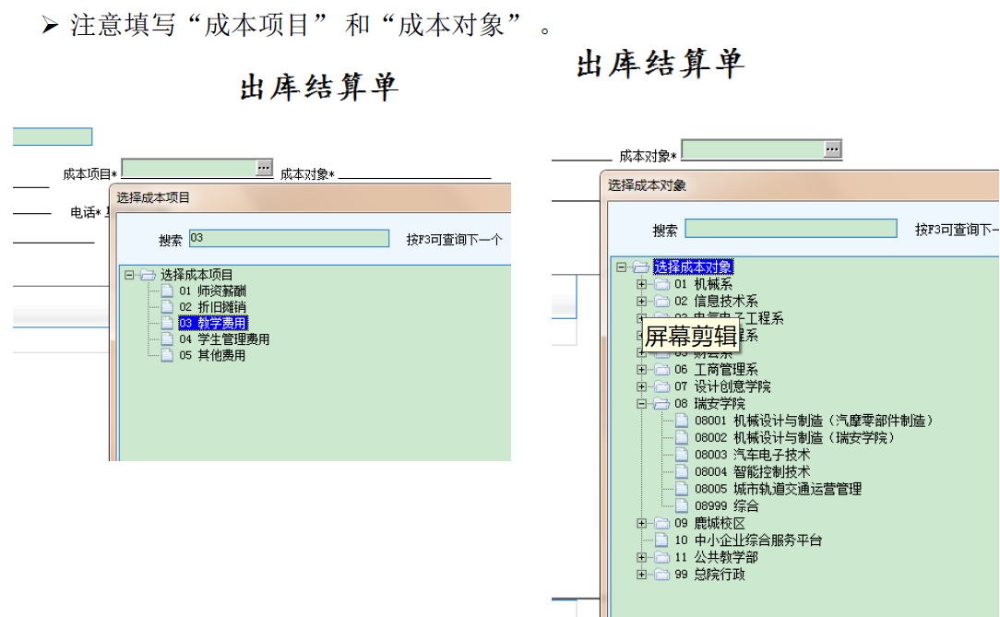 ➤ 注意填写“成本项目” 和“成本对象” 。
出库结算单
成本项目* ... 成本对象*
电话*
选择成本项目
搜索 03 按F3可查询下一个
选择成本项目
01 师资薪酬
02 折旧摊销
03 教学费用
04 学生管理费用
05 其他费用
出库结算单
成本对象* ...
选择成本对象
搜索 按F3可查询下一
选择成本对象
01 机械系
02 信息技术系
电气电子工程系
屏幕剪辑
程系
05 财会系
06 工商管理系
07 设计创意学院
08 瑞安学院
08001 机械设计与制造（汽摩零部件制造）
08002 机械设计与制造（瑞安学院）
08003 汽车电子技术
08004 智能控制技术
08005 城市轨道交通运营管理
08999 综合
09 鹿城校区
10 中小企业综合服务平台
11 公共教学部
99 总院行政